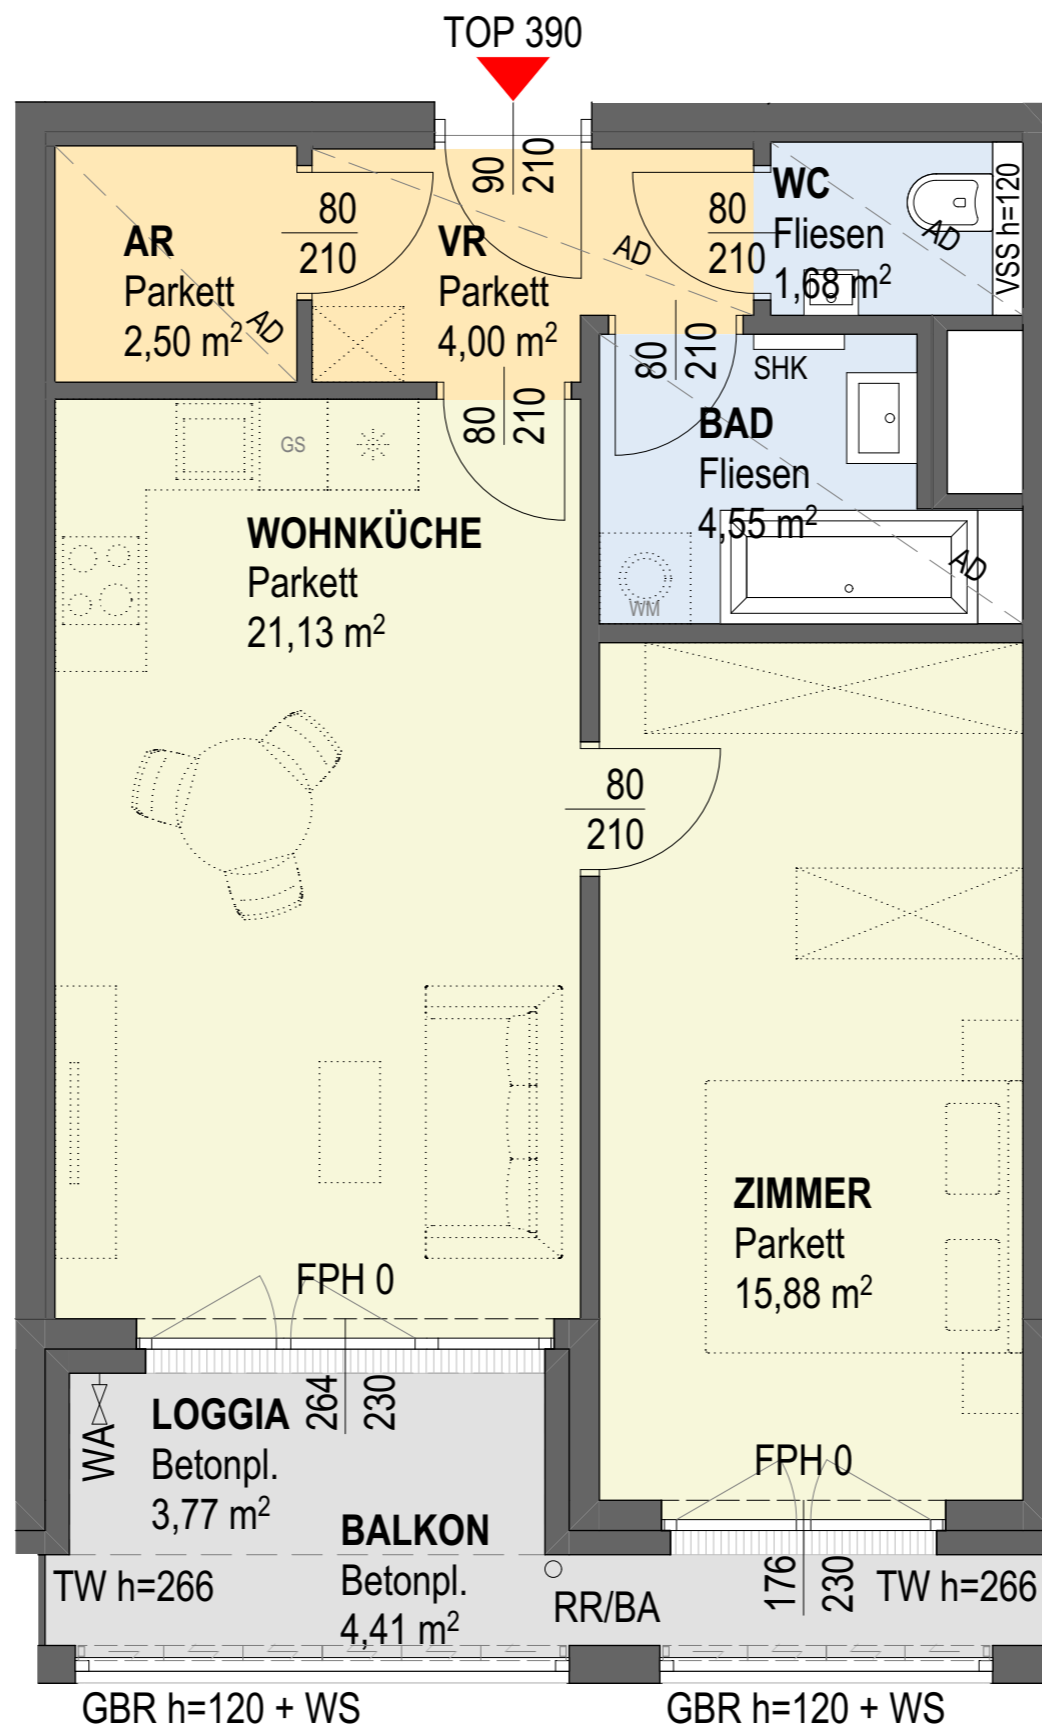 TOP 390
90
210
AR
Parkett
2,50 m²
AD
80
210
VR
Parkett
4,00 m²
AD
80
210
WC
Fliesen
1,68 m²
AD
VSS h=120
80
210
80
210
SHK
BAD
Fliesen
4,55 m²
AD
WM
GS
WOHNKÜCHE
Parkett
21,13 m²
80
210
ZIMMER
Parkett
15,88 m²
FPH 0
264
230
FPH 0
176
230
WA
LOGGIA
Betonpl.
3,77 m²
BALKON
Betonpl.
4,41 m²
TW h=266
RR/BA
TW h=266
GBR h=120 + WS
GBR h=120 + WS